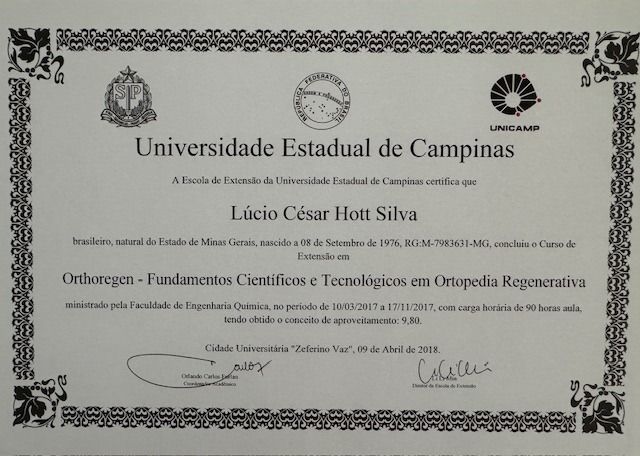 SP
REPÚBLICA FEDERATIVA DO BRASIL
UNICAMP
Universidade Estadual de Campinas
A Escola de Extensão da Universidade Estadual de Campinas certifica que
Lúcio César Hott Silva
brasileiro, natural do Estado de Minas Gerais, nascido a 08 de Setembro de 1976, RG:M-7983631-MG, concluiu o Curso de
Extensão em
Orthoregen - Fundamentos Científicos e Tecnológicos em Ortopedia Regenerativa
ministrado pela Faculdade de Engenharia Química, no período de 10/03/2017 a 17/11/2017, com carga horária de 90 horas aula,
tendo obtido o conceito de aproveitamento: 9,80.
Cidade Universitária "Zeferino Vaz", 09 de Abril de 2018.
Orlando Carlos Furlan
Coordenador Acadêmico
Diretor da Escola de Extensão